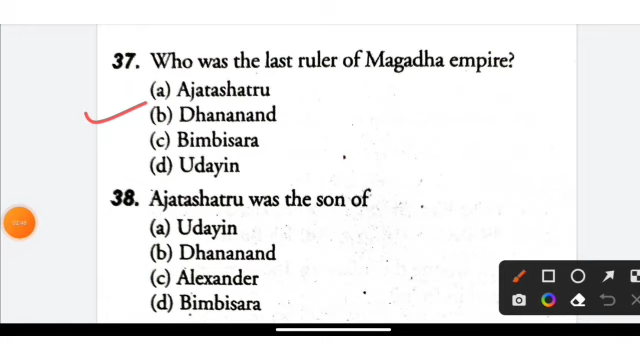 37. Who was the last ruler of Magadha empire?
(a) Ajatashatru
(b) Dhananand
(c) Bimbisara
(d) Udayin
38. Ajatashatru was the son of
(a) Udayin
(b) Dhananand
(c) Alexander
(d) Bimbisara